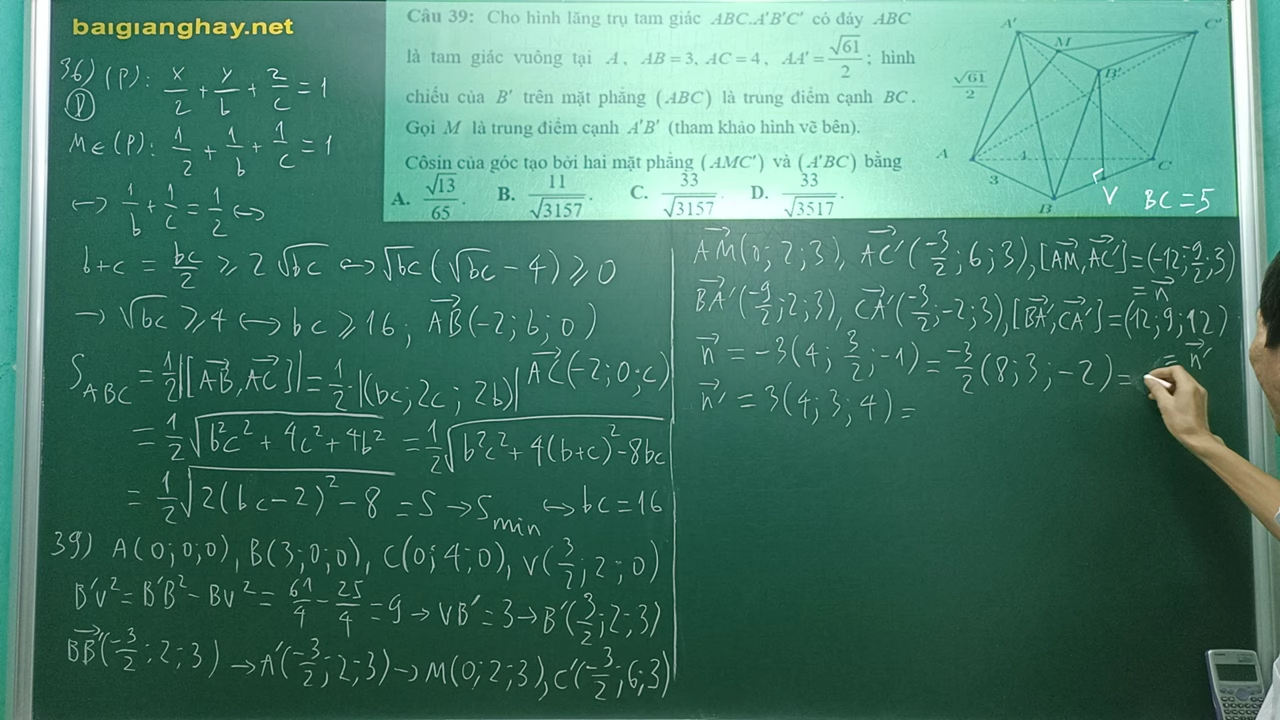 baigianghay.net
Câu 39: Cho hình lăng trụ tam giác ABC.A'B'C' có đáy ABC
là tam giác vuông tại A, AB = 3, AC = 4, AA' = √61/2; hình
chiếu của B' trên mặt phẳng (ABC) là trung điểm cạnh BC.
Gọi M là trung điểm cạnh A'B' (tham khảo hình vẽ bên).
Côsin của góc tạo bởi hai mặt phẳng (AMC') và (A'BC) bằng
A. √13/65. B. 11/√3157. C. 33/√3157. D. 33/√3517.
A' C' M B' √61/2 A 4 C 3 B V BC = 5
36) (P): x/2 + y/b + z/c = 1
D
M∈(P): 1/2 + 1/b + 1/c = 1
↔ 1/b + 1/c = 1/2 ↔
b+c = bc/2 ≥ 2√bc ↔ √bc(√bc − 4) ≥ 0
→ √bc ≥ 4 ↔ bc ≥ 16; AB→(-2; b; 0)
S_ABC = 1/2|[AB→, AC→]| = 1/2·|(bc; 2c; 2b)| AC→(-2; 0; c)
= 1/2√(b²c² + 4c² + 4b²) = 1/2√(b²c² + 4(b+c)² − 8bc)
= 1/2√(2(bc−2)² − 8) = S → S_min ↔ bc = 16
39) A(0; 0; 0), B(3; 0; 0), C(0; 4; 0), V(3/2; 2; 0)
B'V² = B'B² − BV² = 61/4 − 25/4 = 9 → VB' = 3 → B'(3/2; 2; 3)
BB'→(-3/2; 2; 3) → A'(-3/2; 2; 3) → M(0; 2; 3), C'(-3/2; 6; 3)
AM→(0; 2; 3), AC'→(-3/2; 6; 3), [AM→, AC'→] = (-12; -9/2; 3)
= n→
BA'→(-9/2; 2; 3), CA'→(-3/2; -2; 3), [BA'→, CA'→] = (12; 9; 12)
= n'→
n→ = -3(4; 3/2; -1) = -3/2(8; 3; -2) =
n'→ = 3(4; 3; 4) =